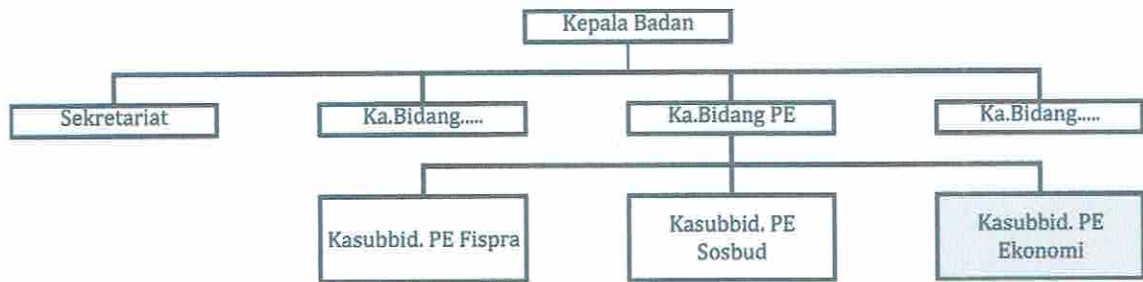 Kepala Badan
Sekretariat
Ka.Bidang.....
Ka.Bidang PE
Ka.Bidang.....
Kasubbid. PE Fispra
Kasubbid. PE
Sosbud
Kasubbid. PE
Ekonomi